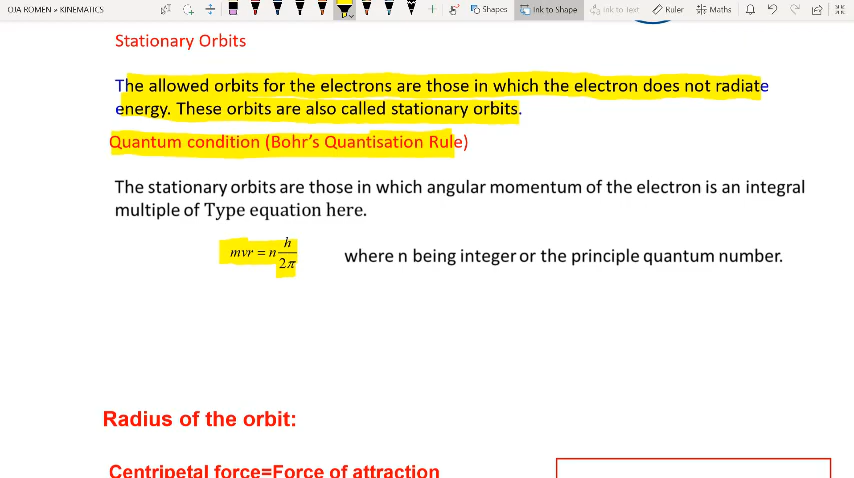 OJA ROMEN » KINEMATICS
Shapes
Ink to Shape
Ink to Text
Ruler
Maths
Stationary Orbits
The allowed orbits for the electrons are those in which the electron does not radiate
energy. These orbits are also called stationary orbits.
Quantum condition (Bohr's Quantisation Rule)
The stationary orbits are those in which angular momentum of the electron is an integral
multiple of Type equation here.
mvr = n h/2π where n being integer or the principle quantum number.
Radius of the orbit:
Centripetal force=Force of attraction